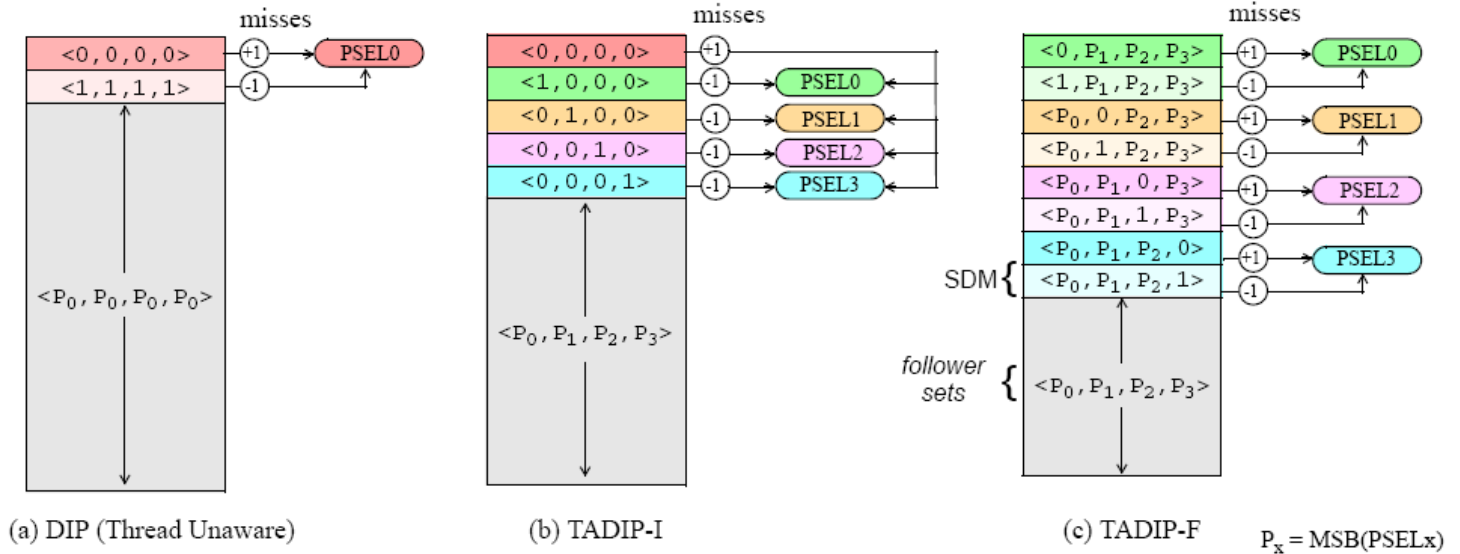 misses
<0,0,0,0>
+1
PSEL0
<1,1,1,1>
-1
<P0,P0,P0,P0>
(a) DIP (Thread Unaware)
misses
<0,0,0,0>
+1
<1,0,0,0>
-1
PSEL0
<0,1,0,0>
-1
PSEL1
<0,0,1,0>
-1
PSEL2
<0,0,0,1>
-1
PSEL3
<P0,P1,P2,P3>
(b) TADIP-I
misses
<0,P1,P2,P3>
+1
PSEL0
<1,P1,P2,P3>
-1
<P0,0,P2,P3>
+1
PSEL1
<P0,1,P2,P3>
-1
<P0,P1,0,P3>
+1
PSEL2
<P0,P1,1,P3>
-1
<P0,P1,P2,0>
+1
PSEL3
SDM {
<P0,P1,P2,1>
-1
follower
sets {
<P0,P1,P2,P3>
(c) TADIP-F
Px = MSB(PSELx)